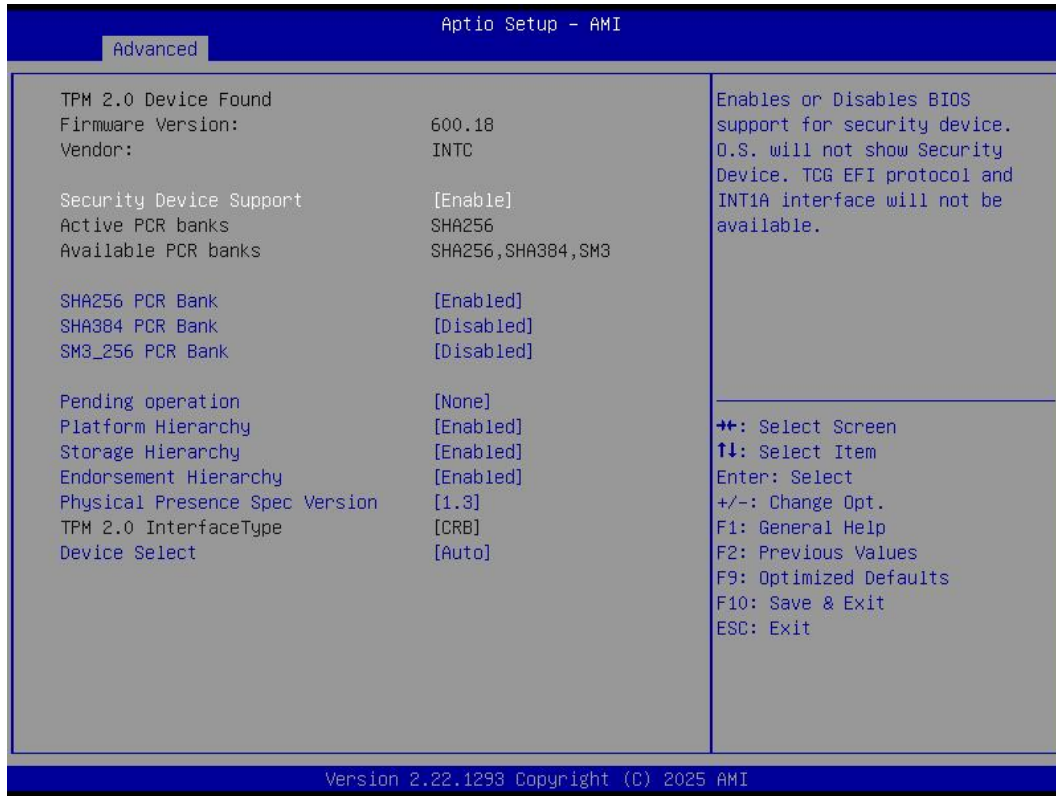 Aptio Setup – AMI
Advanced
TPM 2.0 Device Found
Firmware Version: 600.18
Vendor: INTC
Security Device Support [Enable]
Active PCR banks SHA256
Available PCR banks SHA256,SHA384,SM3
SHA256 PCR Bank [Enabled]
SHA384 PCR Bank [Disabled]
SM3_256 PCR Bank [Disabled]
Pending operation [None]
Platform Hierarchy [Enabled]
Storage Hierarchy [Enabled]
Endorsement Hierarchy [Enabled]
Physical Presence Spec Version [1.3]
TPM 2.0 InterfaceType [CRB]
Device Select [Auto]
Enables or Disables BIOS
support for security device.
O.S. will not show Security
Device. TCG EFI protocol and
INT1A interface will not be
available.
→←: Select Screen
↑↓: Select Item
Enter: Select
+/-: Change Opt.
F1: General Help
F2: Previous Values
F9: Optimized Defaults
F10: Save & Exit
ESC: Exit
Version 2.22.1293 Copyright (C) 2025 AMI